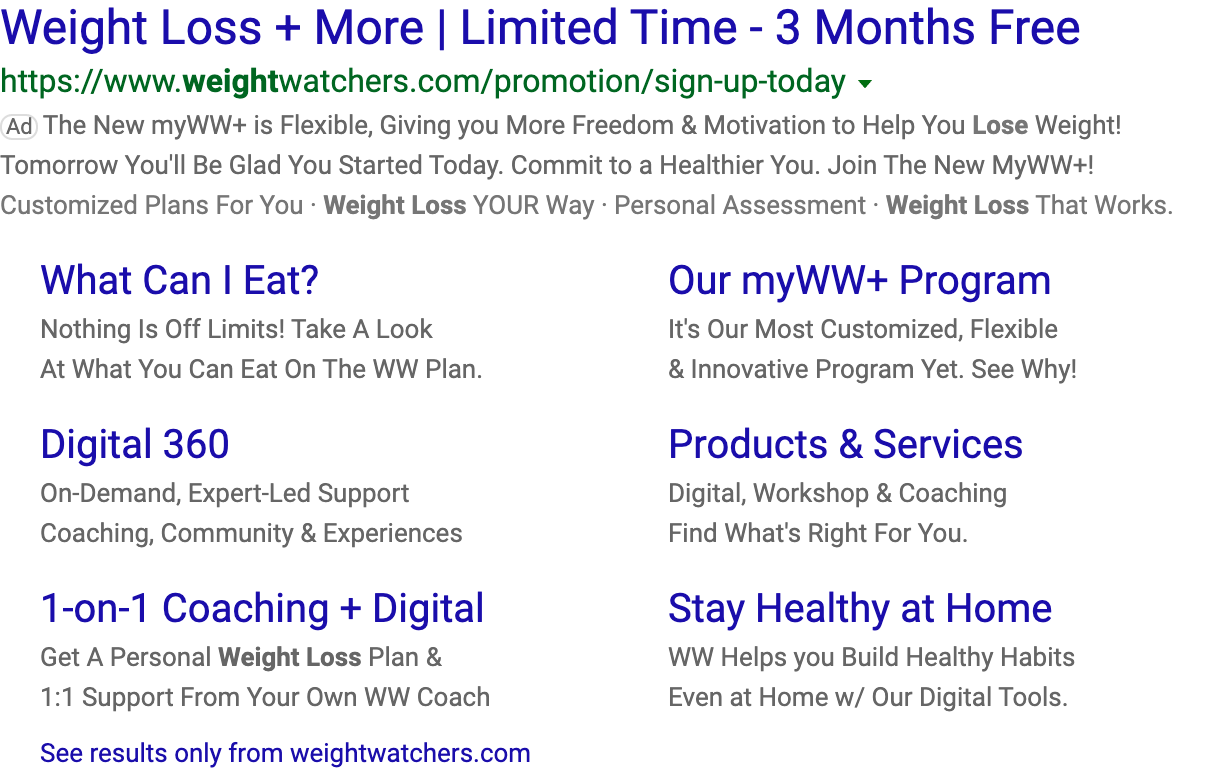 Weight Loss + More | Limited Time - 3 Months Free
https://www.weightwatchers.com/promotion/sign-up-today
Ad The New myWW+ is Flexible, Giving you More Freedom & Motivation to Help You Lose Weight!
Tomorrow You'll Be Glad You Started Today. Commit to a Healthier You. Join The New MyWW+!
Customized Plans For You · Weight Loss YOUR Way · Personal Assessment · Weight Loss That Works.
What Can I Eat?
Nothing Is Off Limits! Take A Look
At What You Can Eat On The WW Plan.
Our myWW+ Program
It's Our Most Customized, Flexible
& Innovative Program Yet. See Why!
Digital 360
On-Demand, Expert-Led Support
Coaching, Community & Experiences
Products & Services
Digital, Workshop & Coaching
Find What's Right For You.
1-on-1 Coaching + Digital
Get A Personal Weight Loss Plan &
1:1 Support From Your Own WW Coach
Stay Healthy at Home
WW Helps you Build Healthy Habits
Even at Home w/ Our Digital Tools.
See results only from weightwatchers.com